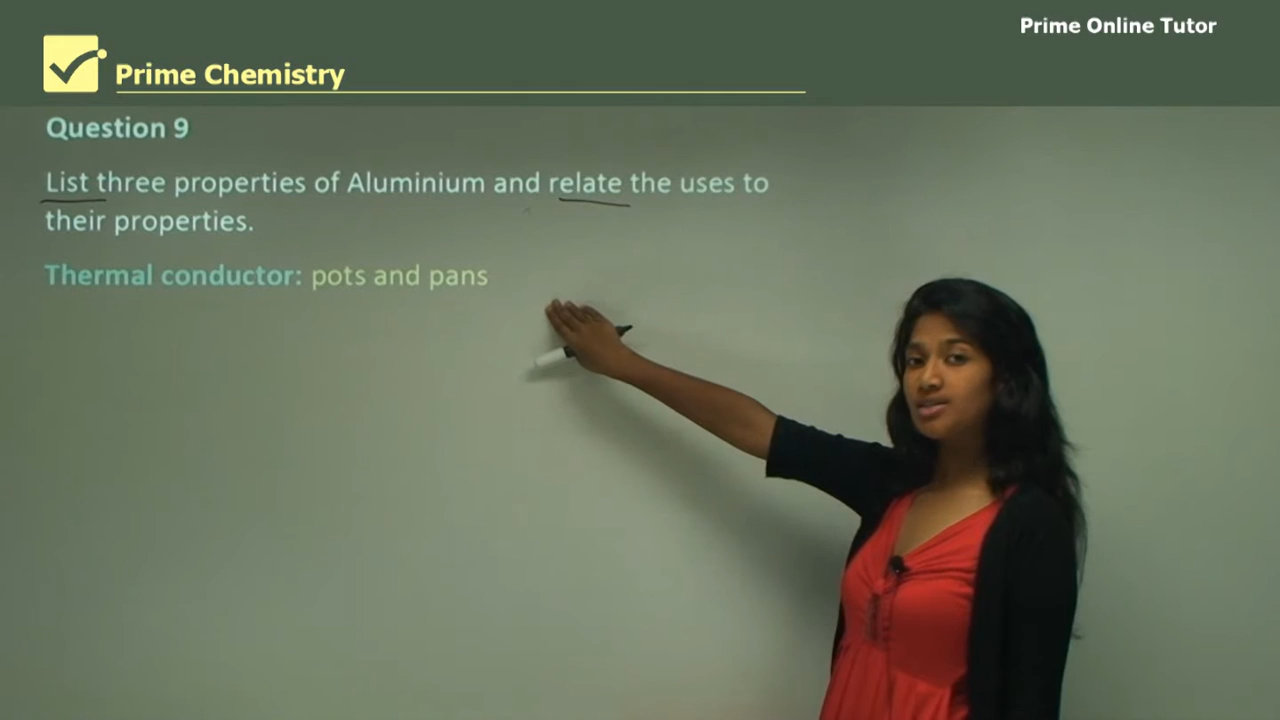 Prime Online Tutor
Prime Chemistry
Question 9
List three properties of Aluminium and relate the uses to
their properties.
Thermal conductor: pots and pans